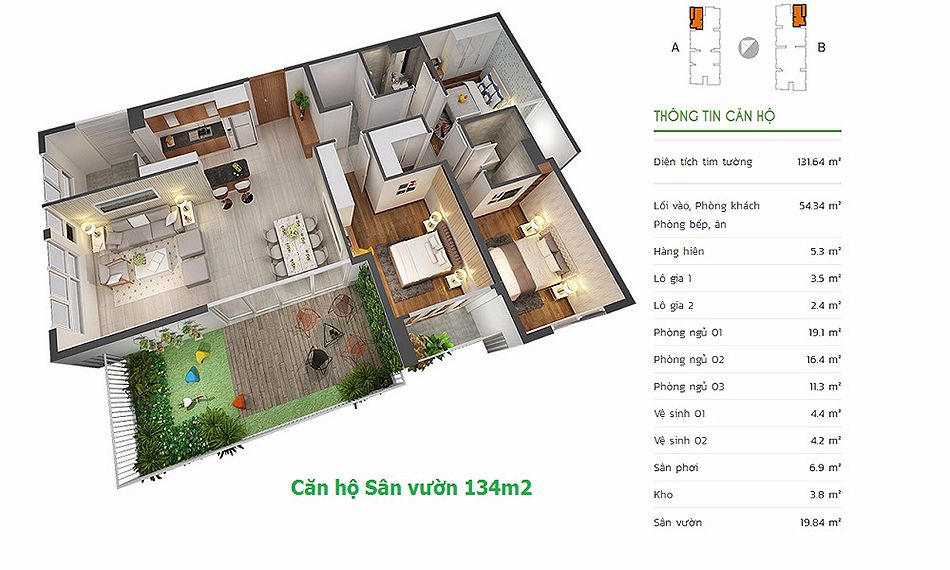 A
B
THÔNG TIN CĂN HỘ
Diện tích tim tường 131.64 m²
Lối vào, Phòng khách 54.34 m²
Phòng bếp, ăn
Hàng hiên 5.3 m²
Lô gia 1 3.5 m²
Lô gia 2 2.4 m²
Phòng ngủ 01 19.1 m²
Phòng ngủ 02 16.4 m²
Phòng ngủ 03 11.3 m²
Vệ sinh 01 4.4 m²
Vệ sinh 02 4.2 m²
Sân phơi 6.9 m²
Kho 3.8 m²
Sân vườn 19.84 m²
Căn hộ Sân vườn 134m2